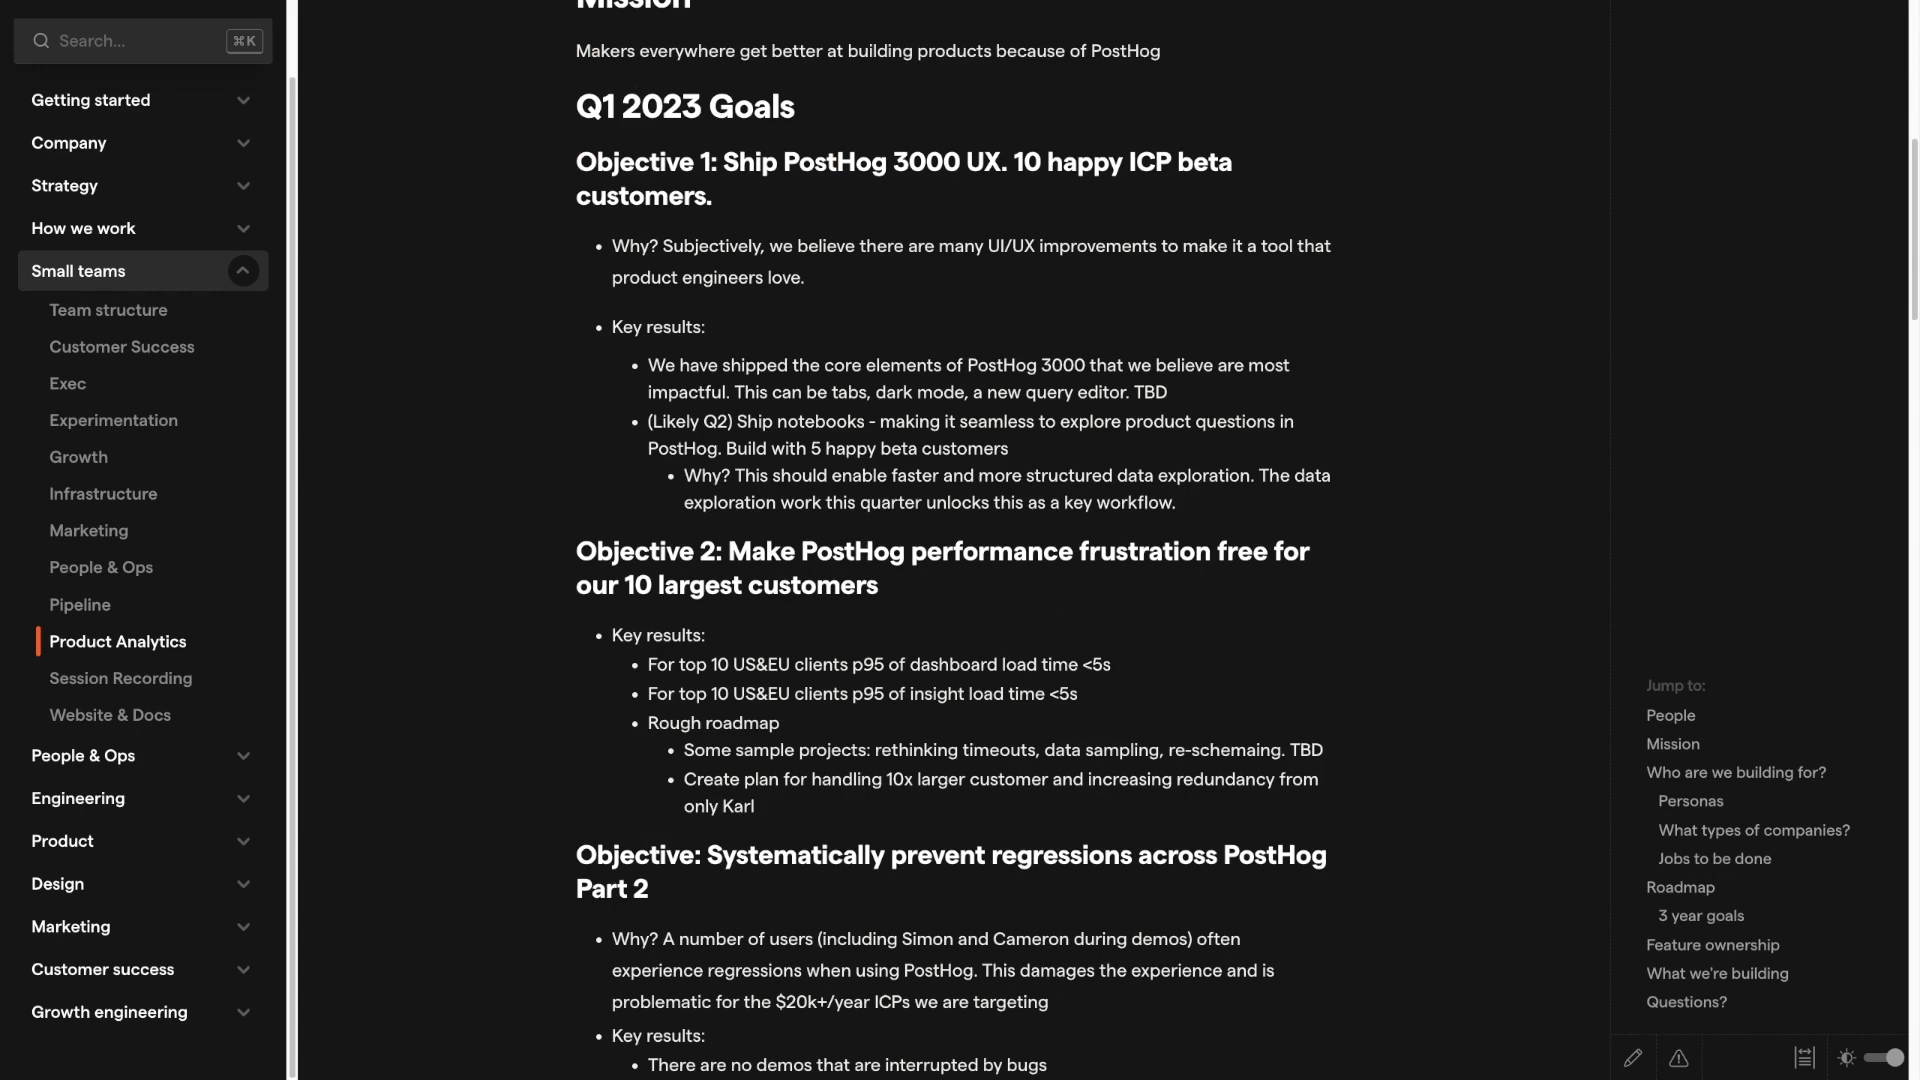 Search...
⌘K
Getting started
Company
Strategy
How we work
Small teams
Team structure
Customer Success
Exec
Experimentation
Growth
Infrastructure
Marketing
People & Ops
Pipeline
Product Analytics
Session Recording
Website & Docs
People & Ops
Engineering
Product
Design
Marketing
Customer success
Growth engineering
Mission
Makers everywhere get better at building products because of PostHog
Q1 2023 Goals
Objective 1: Ship PostHog 3000 UX. 10 happy ICP beta
customers.
• Why? Subjectively, we believe there are many UI/UX improvements to make it a tool that
product engineers love.
• Key results:
• We have shipped the core elements of PostHog 3000 that we believe are most
impactful. This can be tabs, dark mode, a new query editor. TBD
• (Likely Q2) Ship notebooks - making it seamless to explore product questions in
PostHog. Build with 5 happy beta customers
• Why? This should enable faster and more structured data exploration. The data
exploration work this quarter unlocks this as a key workflow.
Objective 2: Make PostHog performance frustration free for
our 10 largest customers
• Key results:
• For top 10 US&EU clients p95 of dashboard load time <5s
• For top 10 US&EU clients p95 of insight load time <5s
• Rough roadmap
• Some sample projects: rethinking timeouts, data sampling, re-schemaing. TBD
• Create plan for handling 10x larger customer and increasing redundancy from
only Karl
Objective: Systematically prevent regressions across PostHog
Part 2
• Why? A number of users (including Simon and Cameron during demos) often
experience regressions when using PostHog. This damages the experience and is
problematic for the $20k+/year ICPs we are targeting
• Key results:
• There are no demos that are interrupted by bugs
Jump to:
People
Mission
Who are we building for?
Personas
What types of companies?
Jobs to be done
Roadmap
3 year goals
Feature ownership
What we're building
Questions?